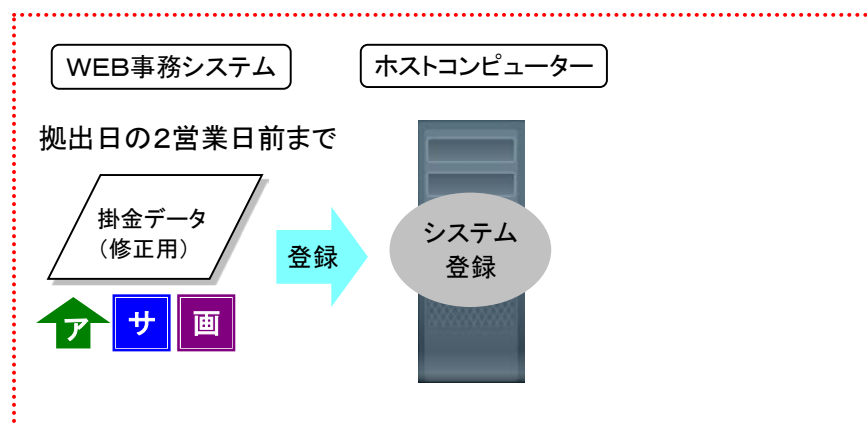 WEB事務システム
ホストコンピューター
拠出日の2営業日前まで
掛金データ
(修正用)
登録
システム
登録
ア
サ
画